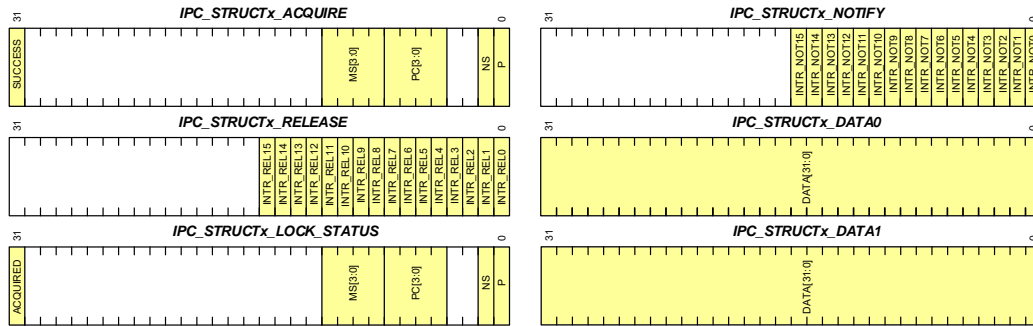 IPC_STRUCTx_ACQUIRE
31
0
SUCCESS
MS[3:0]
PC[3:0]
NS
P
IPC_STRUCTx_NOTIFY
31
0
INTR_NOT15
INTR_NOT14
INTR_NOT13
INTR_NOT12
INTR_NOT11
INTR_NOT10
INTR_NOT9
INTR_NOT8
INTR_NOT7
INTR_NOT6
INTR_NOT5
INTR_NOT4
INTR_NOT3
INTR_NOT2
INTR_NOT1
INTR_NOT0
IPC_STRUCTx_RELEASE
31
0
INTR_REL15
INTR_REL14
INTR_REL13
INTR_REL12
INTR_REL11
INTR_REL10
INTR_REL9
INTR_REL8
INTR_REL7
INTR_REL6
INTR_REL5
INTR_REL4
INTR_REL3
INTR_REL2
INTR_REL1
INTR_REL0
IPC_STRUCTx_DATA0
31
0
DATA[31:0]
IPC_STRUCTx_LOCK_STATUS
31
0
ACQUIRED
MS[3:0]
PC[3:0]
NS
P
IPC_STRUCTx_DATA1
31
0
DATA[31:0]